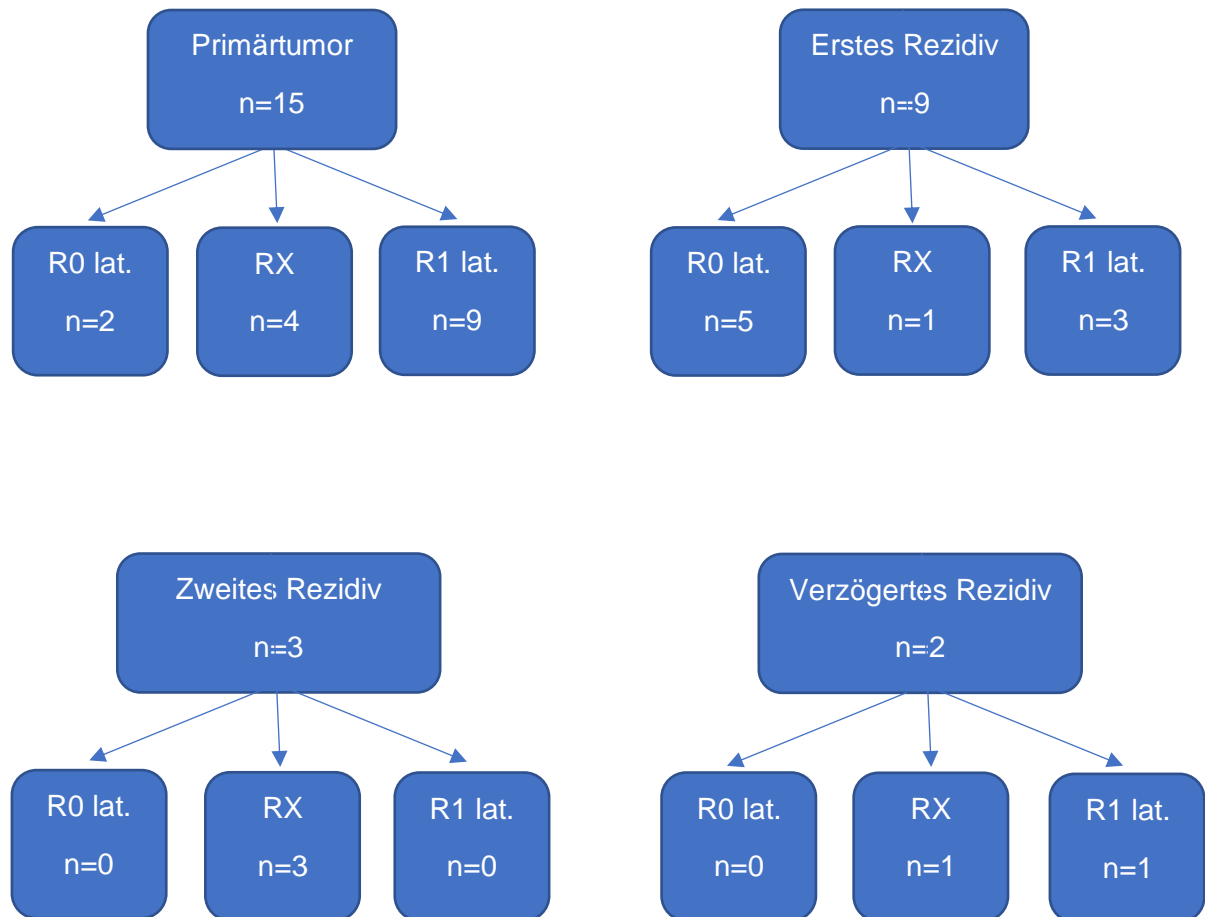 Primärtumor
n=15
R0 lat.
n=2
RX
n=4
R1 lat.
n=9
Erstes Rezidiv
n=9
R0 lat.
n=5
RX
n=1
R1 lat.
n=3
Zweites Rezidiv
n=3
R0 lat.
n=0
RX
n=3
R1 lat.
n=0
Verzögertes Rezidiv
n=2
R0 lat.
n=0
RX
n=1
R1 lat.
n=1